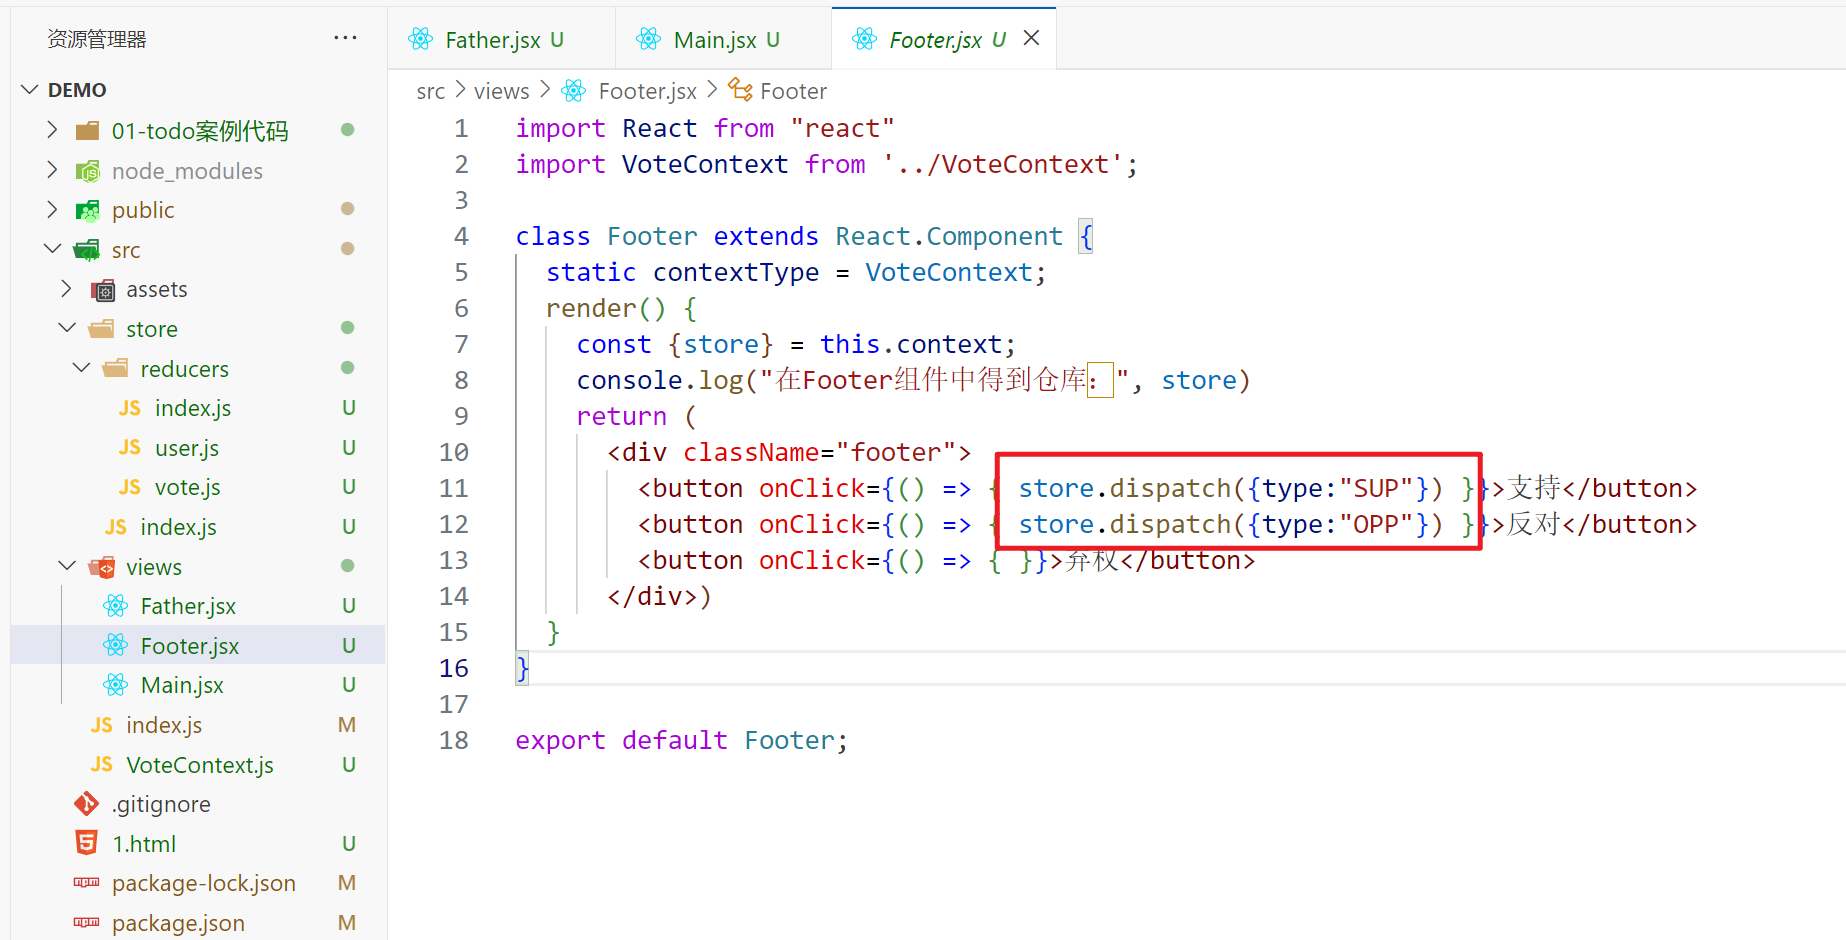 资源管理器
···
DEMO
01-todo案例代码
node_modules
public
src
assets
store
reducers
JS index.js U
JS user.js U
JS vote.js U
JS index.js U
views
Father.jsx U
Footer.jsx U
Main.jsx U
JS index.js M
JS VoteContext.js U
.gitignore
1.html U
package-lock.json M
package.json M
Father.jsx U
Main.jsx U
Footer.jsx U
src > views > Footer.jsx > Footer
1 import React from "react"
2 import VoteContext from '../VoteContext';
3
4 class Footer extends React.Component {
5 static contextType = VoteContext;
6 render() {
7 const {store} = this.context;
8 console.log("在Footer组件中得到仓库：", store)
9 return (
10 <div className="footer">
11 <button onClick={() => { store.dispatch({type:"SUP"}) }}>支持</button>
12 <button onClick={() => { store.dispatch({type:"OPP"}) }}>反对</button>
13 <button onClick={() => { }}>弃权</button>
14 </div>)
15 }
16 }
17
18 export default Footer;